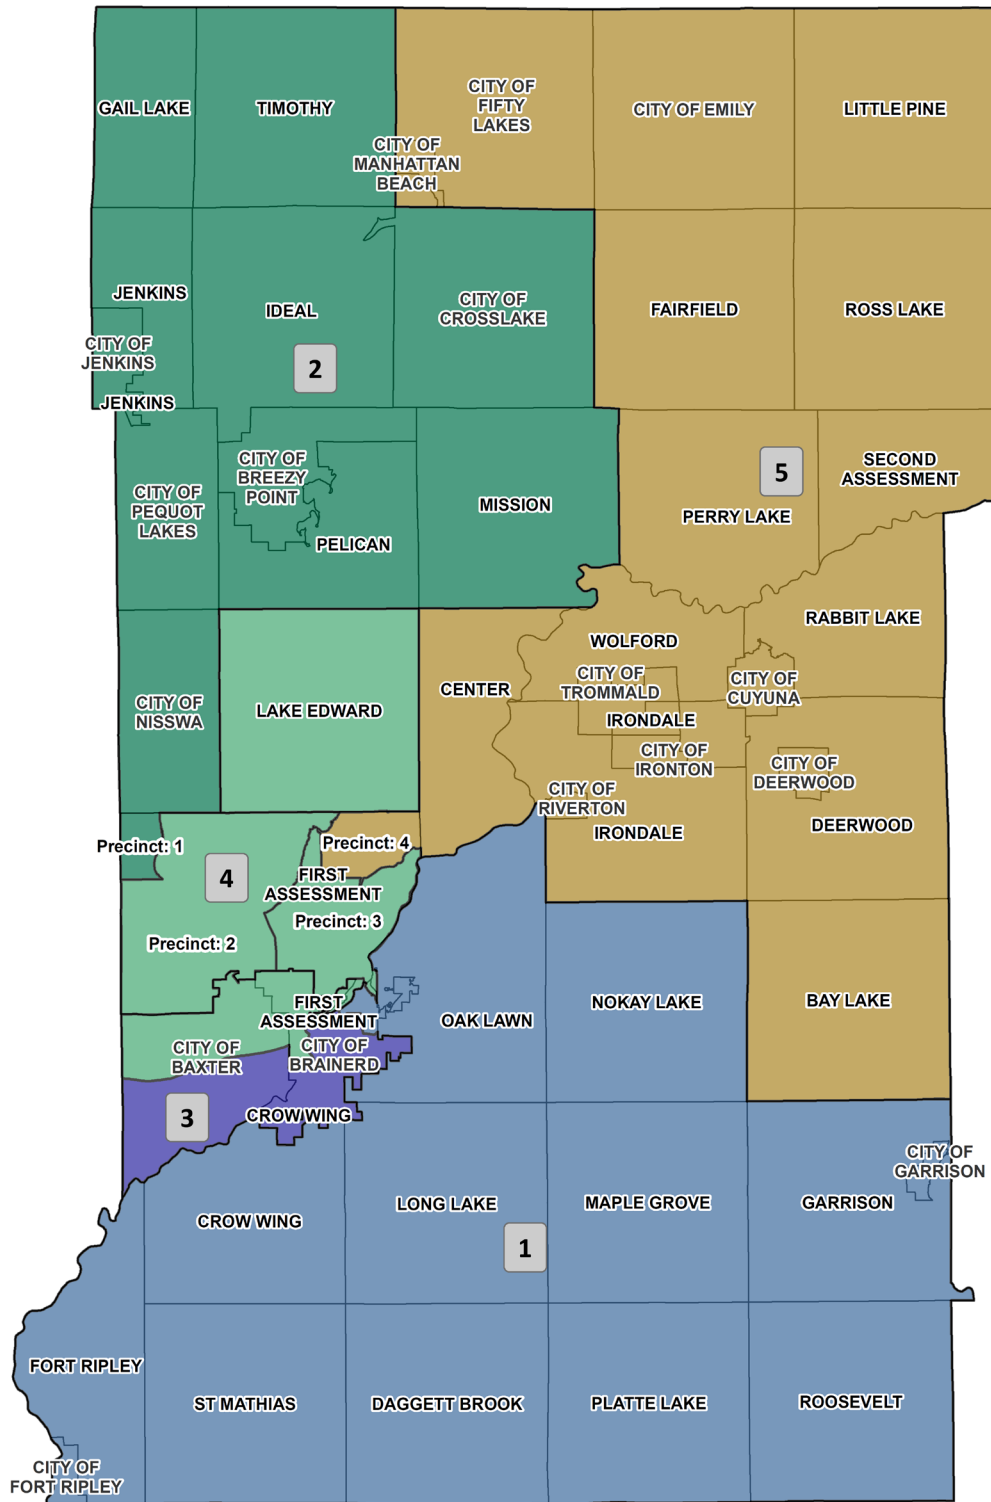 CITY OF
FIFTY
LAKES
GAIL LAKE
TIMOTHY
CITY OF EMILY
LITTLE PINE
CITY OF
MANHATTAN
BEACH
JENKINS
IDEAL
CITY OF
CROSSLAKE
FAIRFIELD
ROSS LAKE
CITY OF
JENKINS
2
JENKINS
CITY OF
BREEZY
POINT
5
SECOND
ASSESSMENT
CITY OF
PEQUOT
LAKES
MISSION
PERRY LAKE
PELICAN
RABBIT LAKE
WOLFORD
CITY OF
TROMMALD
CITY OF
CUYUNA
CENTER
CITY OF
NISSWA
LAKE EDWARD
IRONDALE
CITY OF
IRONTON
CITY OF
DEERWOOD
CITY OF
RIVERTON
IRONDALE
DEERWOOD
Precinct: 1
Precinct: 4
4
FIRST
ASSESSMENT
Precinct: 3
Precinct: 2
FIRST
ASSESSMENT
OAK LAWN
NOKAY LAKE
BAY LAKE
CITY OF
BAXTER
CITY OF
BRAINERD
3
CROW WING
CITY OF
GARRISON
CROW WING
LONG LAKE
MAPLE GROVE
GARRISON
1
FORT RIPLEY
ST MATHIAS
DAGGETT BROOK
PLATTE LAKE
ROOSEVELT
CITY OF
FORT RIPLEY